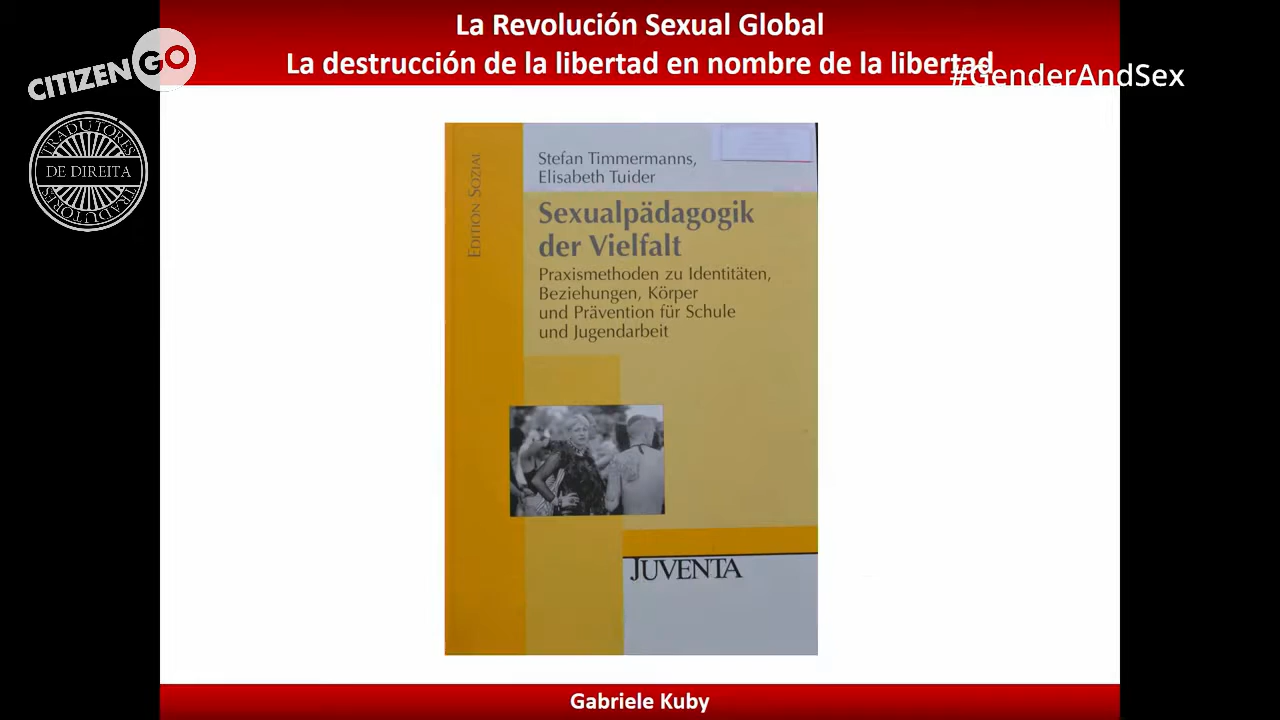 La Revolución Sexual Global
La destrucción de la libertad en nombre de la libertad
#GenderAndSex
CITIZENGO
TRADUTORES
DE DIREITA
TRADUTORES
EDITION SOZIAL
Stefan Timmermanns,
Elisabeth Tuider
Sexualpädagogik
der Vielfalt
Praxismethoden zu Identitäten,
Beziehungen, Körper
und Prävention für Schule
und Jugendarbeit
JUVENTA
Gabriele Kuby